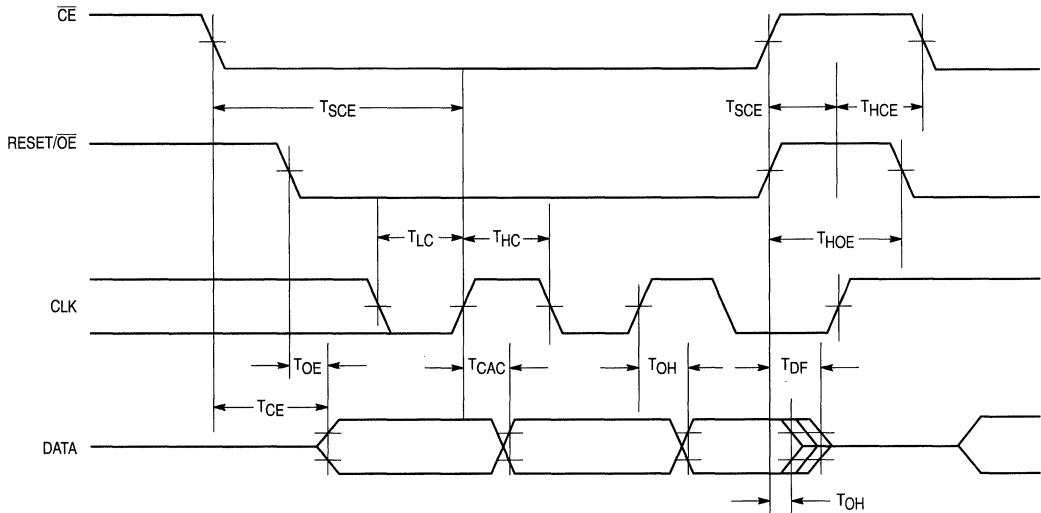 CE
TSCE
TSCE
THCE
RESET/OE
TLC
THC
THOE
CLK
TOE
TCAC
TOH
TDF
TCE
DATA
TOH